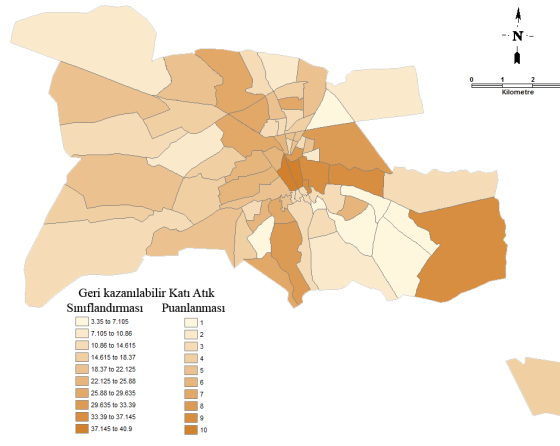 N
0 1 2
Kilometre
Geri kazanılabilir Katı Atık
Sınıflandırması Puanlanması
3.35 to 7.105 1
7.105 to 10.86 2
10.86 to 14.615 3
14.615 to 18.37 4
18.37 to 22.125 5
22.125 to 25.88 6
25.88 to 29.635 7
29.635 to 33.39 8
33.39 to 37.145 9
37.145 to 40.9 10